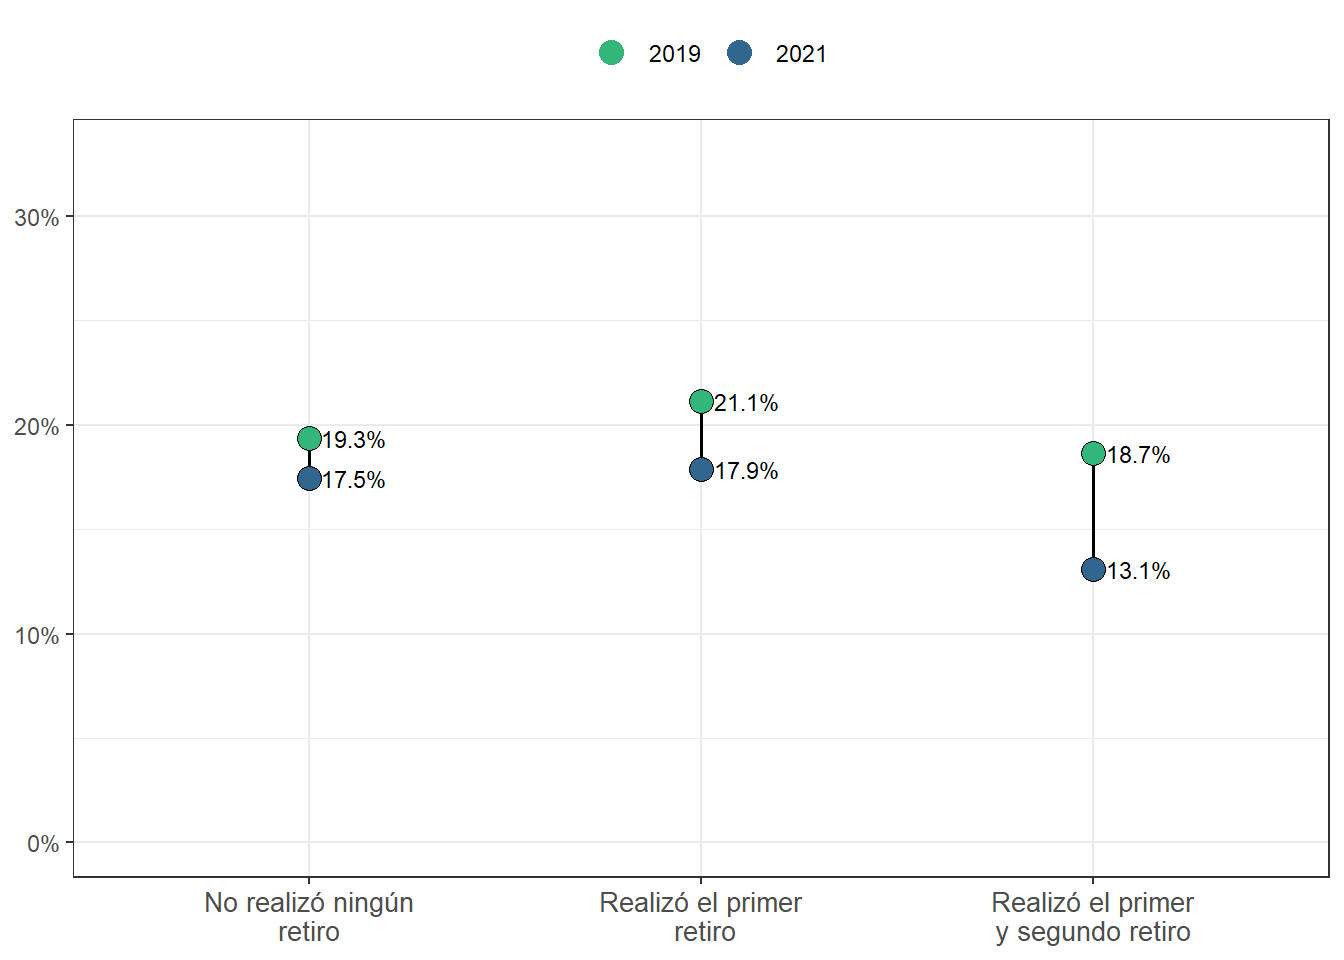 2019 2021
30%
20%
10%
0%
19.3%
17.5%
21.1%
17.9%
18.7%
13.1%
No realizó ningún
retiro
Realizó el primer
retiro
Realizó el primer
y segundo retiro